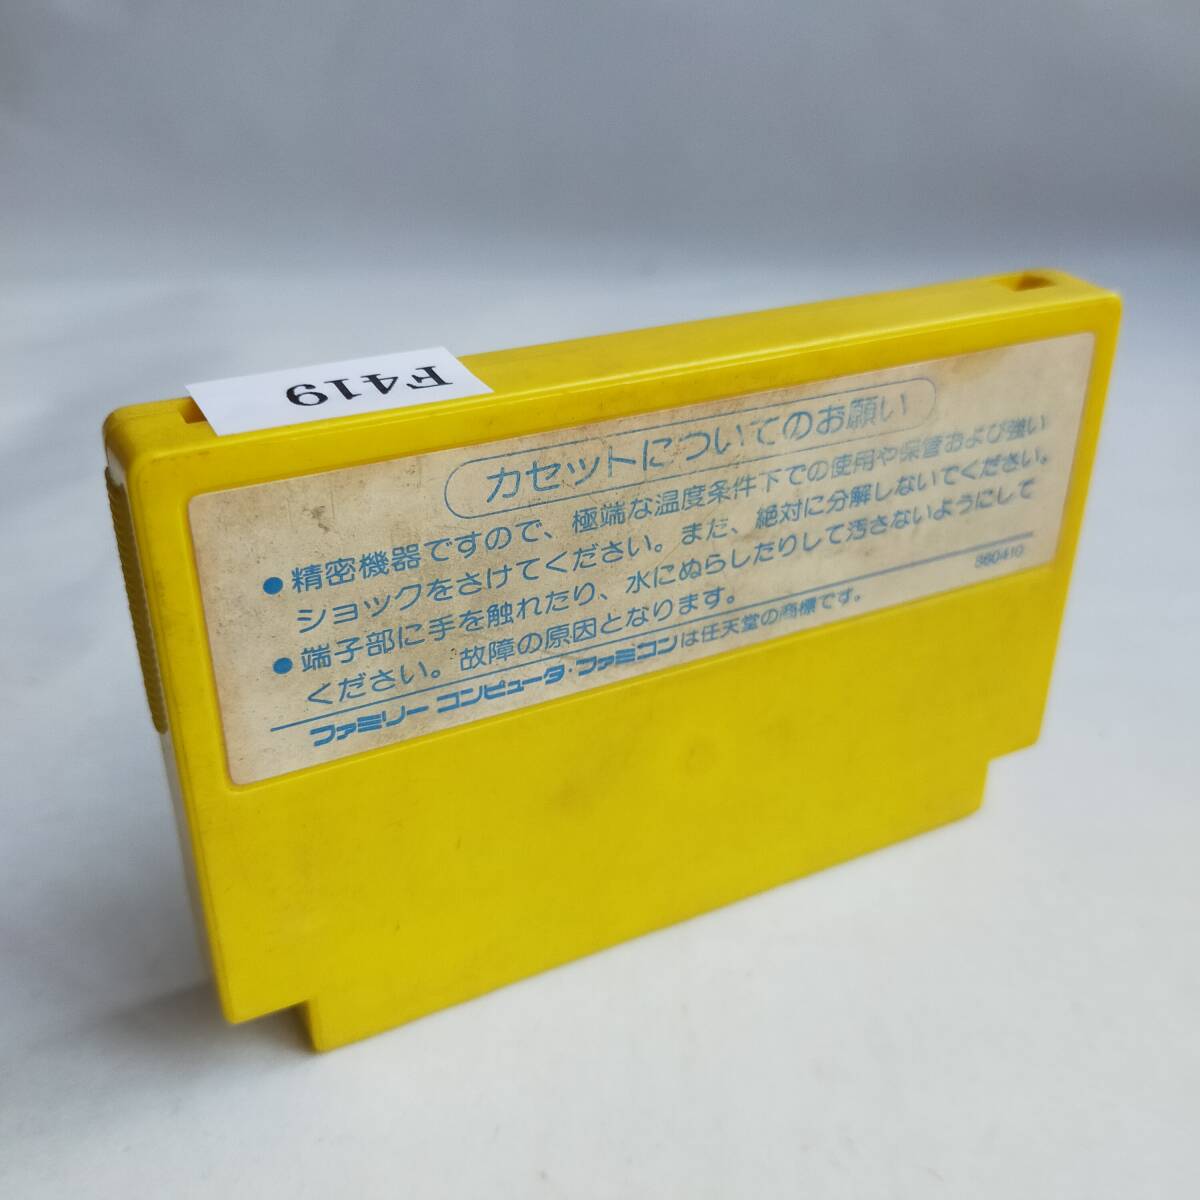 F419
カセットについてのお願い
●精密機器ですので、極端な温度条件下での使用や保管および強い
ショックをさけてください。また、絶対に分解しないでください。
●端子部に手を触れたり、水にぬらしたりして汚さないようにして
ください。故障の原因となります。
860410
ファミリーコンピュータ・ファミコンは任天堂の商標です。